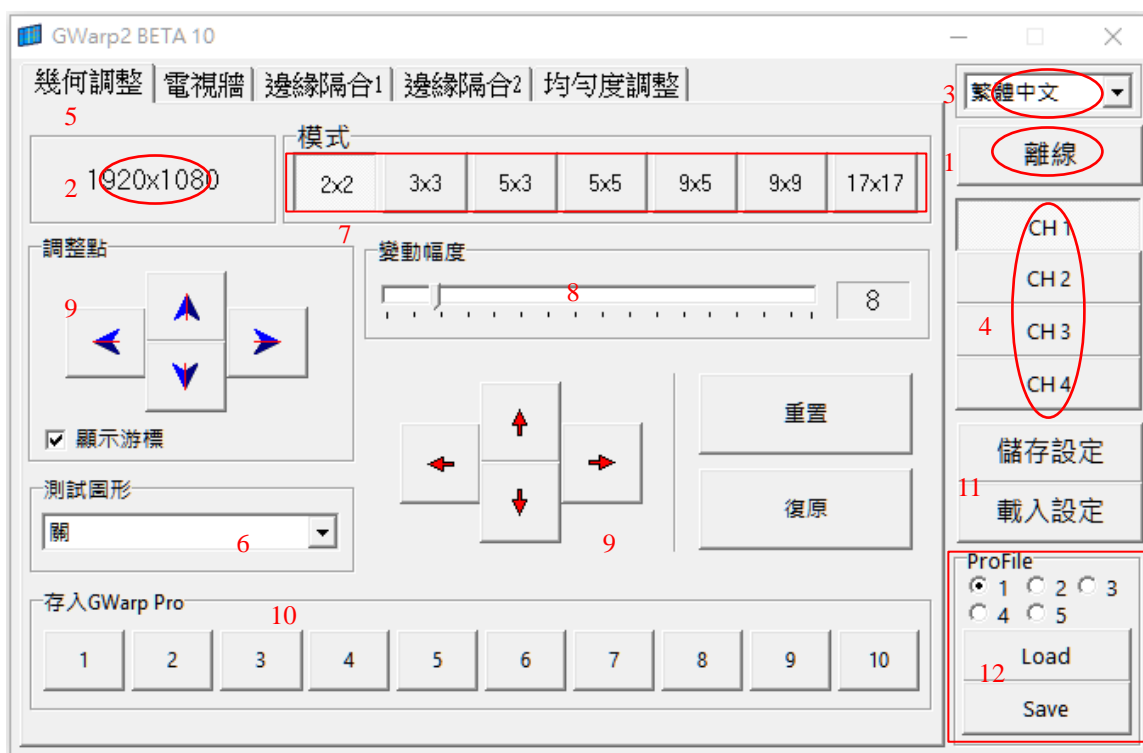 GWarp2 BETA 10
幾何調整 電視牆 邊緣隔合1 邊緣隔合2 均勻度調整
3 繁體中文
5
1 離線
模式
2 1920x1080
2x2 3x3 5x3 5x5 9x5 9x9 17x17
7
CH 1
調整點
變動幅度
CH 2
9
8
8
4
CH 3
CH 4
顯示游標
重置
儲存設定
測試圖形
11
關
6
9
復原
載入設定
ProFile
1 2 3
4 5
存入GWarp Pro
10
1 2 3 4 5 6 7 8 9 10
Load
12
Save